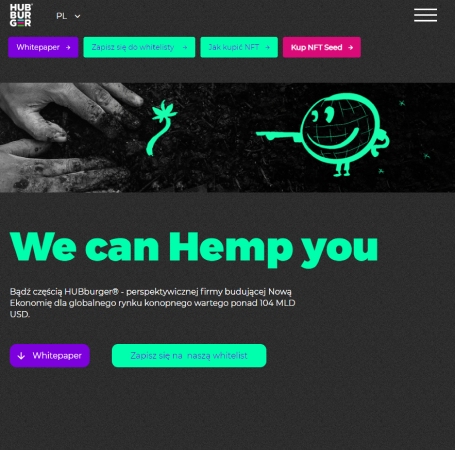 HUB
BUR
GER
PL
Whitepaper →
Zapisz się do whitelisty →
Jak kupić NFT →
Kup NFT Seed →
We can Hemp you
Bądź częścią HUBburger® - perspektywicznej firmy budującej Nową
Ekonomię dla globalnego rynku konopnego wartego ponad 104 MLD
USD.
↓ Whitepaper
Zapisz się na naszą whitelist